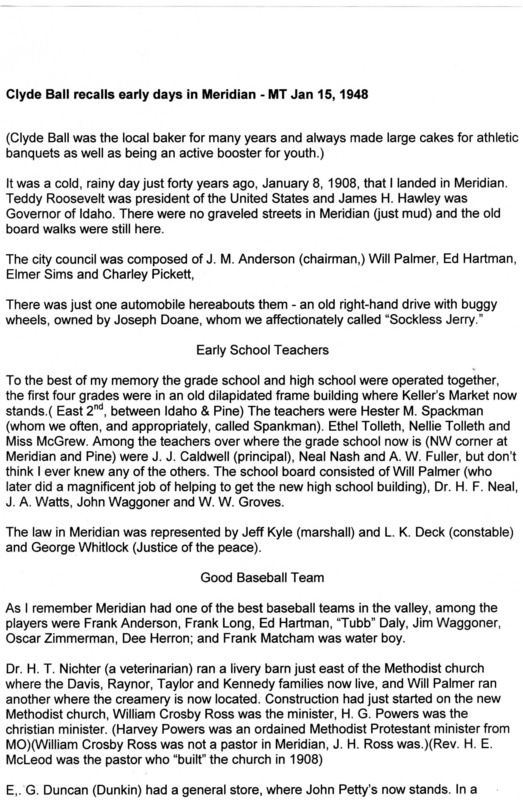 Clyde Ball recalls early days in Meridian - MT Jan 15, 1948
(Clyde Ball was the local baker for many years and always made large cakes for athletic
banquets as well as being an active booster for youth.)
It was a cold, rainy day just forty years ago, January 8, 1908, that I landed in Meridian.
Teddy Roosevelt was president of the United States and James H. Hawley was
Governor of Idaho. There were no graveled streets in Meridian (just mud) and the old
board walks were still here.
The city council was composed of J. M. Anderson (chairman,) Will Palmer, Ed Hartman,
Elmer Sims and Charley Pickett,
There was just one automobile hereabouts them - an old right-hand drive with buggy
wheels, owned by Joseph Doane, whom we affectionately called “Sockless Jerry.”
Early School Teachers
To the best of my memory the grade school and high school were operated together,
the first four grades were in an old dilapidated frame building where Keller's Market now
stands.( East 2nd, between Idaho & Pine) The teachers were Hester M. Spackman
(whom we often, and appropriately, called Spankman). Ethel Tolleth, Nellie Tolleth and
Miss McGrew. Among the teachers over where the grade school now is (NW corner at
Meridian and Pine) were J. J. Caldwell (principal), Neal Nash and A. W. Fuller, but don't
think I ever knew any of the others. The school board consisted of Will Palmer (who
later did a magnificent job of helping to get the new high school building), Dr. H. F. Neal,
J. A. Watts, John Waggoner and W. W. Groves.
The law in Meridian was represented by Jeff Kyle (marshall) and L. K. Deck (constable)
and George Whitlock (Justice of the peace).
Good Baseball Team
As I remember Meridian had one of the best baseball teams in the valley, among the
players were Frank Anderson, Frank Long, Ed Hartman, “Tubb” Daly, Jim Waggoner,
Oscar Zimmerman, Dee Herron; and Frank Matcham was water boy.
Dr. H. T. Nichter (a veterinarian) ran a livery barn just east of the Methodist church
where the Davis, Raynor, Taylor and Kennedy families now live, and Will Palmer ran
another where the creamery is now located. Construction had just started on the new
Methodist church, William Crosby Ross was the minister, H. G. Powers was the
christian minister. (Harvey Powers was an ordained Methodist Protestant minister from
MO)(William Crosby Ross was not a pastor in Meridian, J. H. Ross was.)(Rev. H. E.
McLeod was the pastor who “built” the church in 1908)
E,. G. Duncan (Dunkin) had a general store, where John Petty's now stands. In a